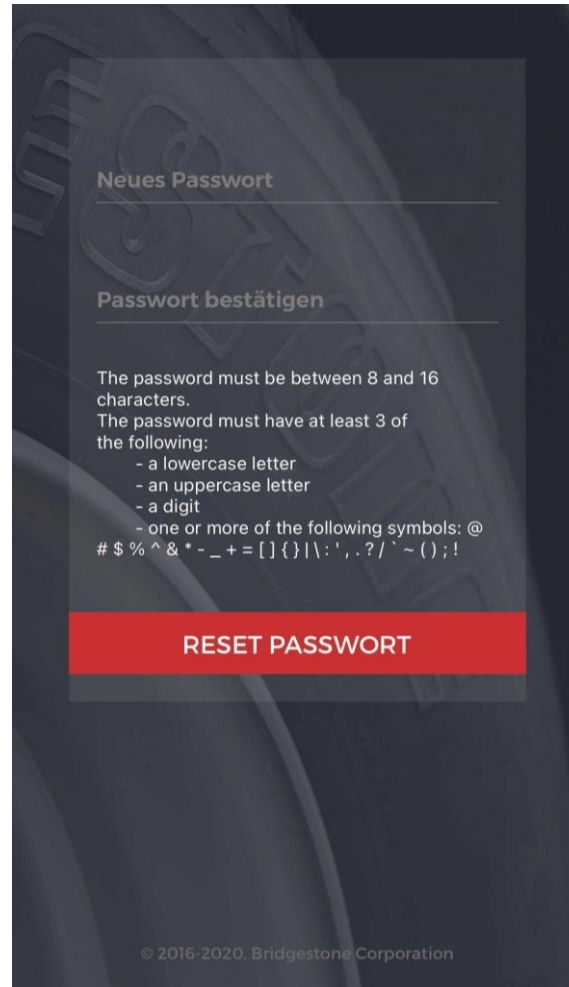 Neues Passwort
Passwort bestätigen
The password must be between 8 and 16
characters.
The password must have at least 3 of
the following:
- a lowercase letter
- an uppercase letter
- a digit
- one or more of the following symbols: @
# $ % ^ & * - _ + = [ ] { } | \ : ' , . ? / ` ~ ( ) ; !
RESET PASSWORT
© 2016-2020, Bridgestone Corporation